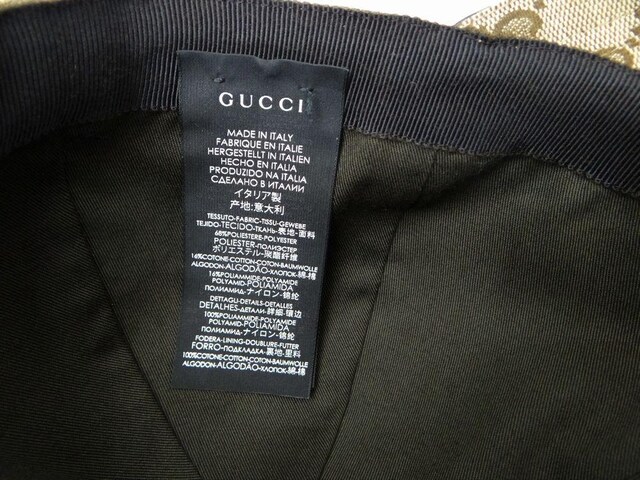 GUCCI
MADE IN ITALY
FABRIQUE EN ITALIE
HERGESTELLT IN ITALIEN
HECHO EN ITALIA
PRODUZIDO NA ITALIA
СДЕЛАНО В ИТАЛИИ
イタリア製
产地:意大利
TESSUTO-FABRIC-TISSU-GEWEBE
TEJIDO-TECIDO-ТКАНЬ-表地-面料
68%POLIESTERE-POLYESTER
POLIESTER-ПОЛИЭСТЕР
ポリエステル-聚酯纤维
16%COTONE-COTTON-COTON-BAUMWOLLE
ALGODON-ALGODÃO-ХЛОПОК-綿-棉
16%POLIAMMIDE-POLYAMIDE
POLYAMID-POLIAMIDA
ПОЛИАМИД-ナイロン-锦纶
DETTAGLI-DETAILS-DETALLES
DETALHES-ДЕТАЛИ-詳細-镶边
100%POLIAMMIDE-POLYAMIDE
POLYAMID-POLIAMIDA
ПОЛИАМИД-ナイロン-锦纶
FODERA-LINING-DOUBLURE-FUTTER
FORRO-ПОДКЛАДКА-裏地-里料
100%COTONE-COTTON-COTON-BAUMWOLLE
ALGODON-ALGODÃO-ХЛОПОК-綿-棉